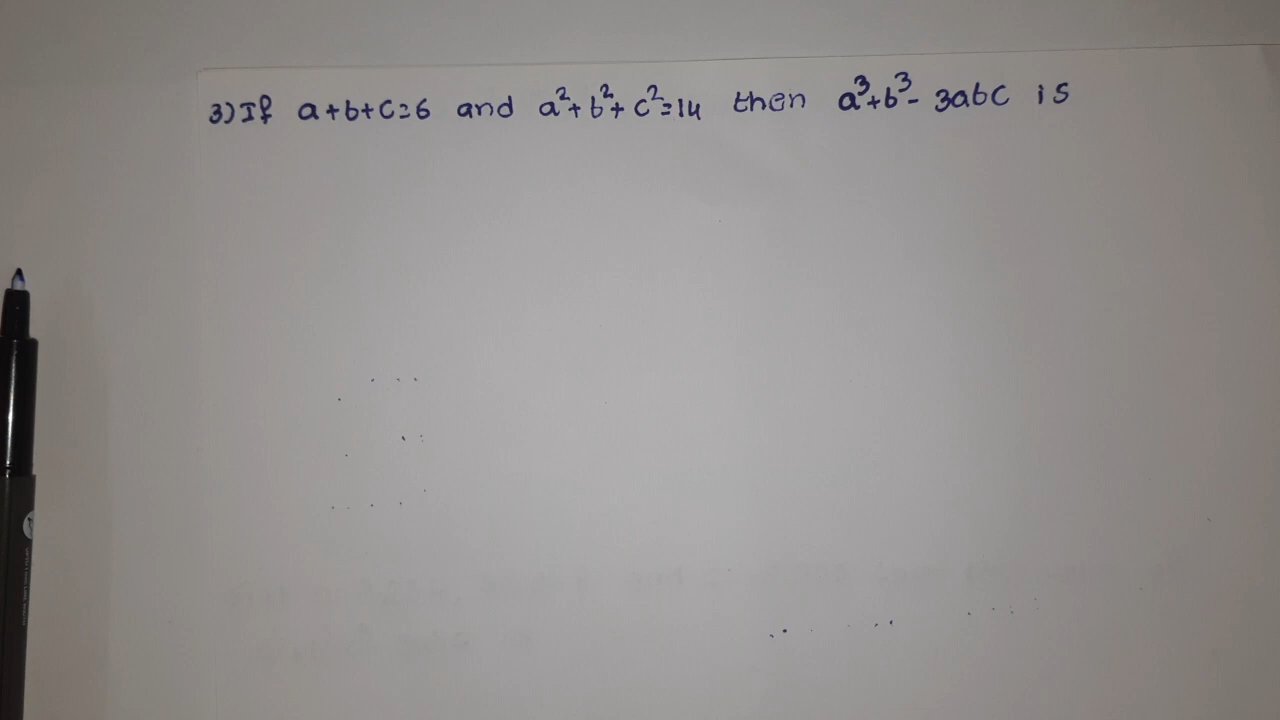 3) If a+b+c=6 and a²+b²+c²=14 then a³+b³- 3abc is